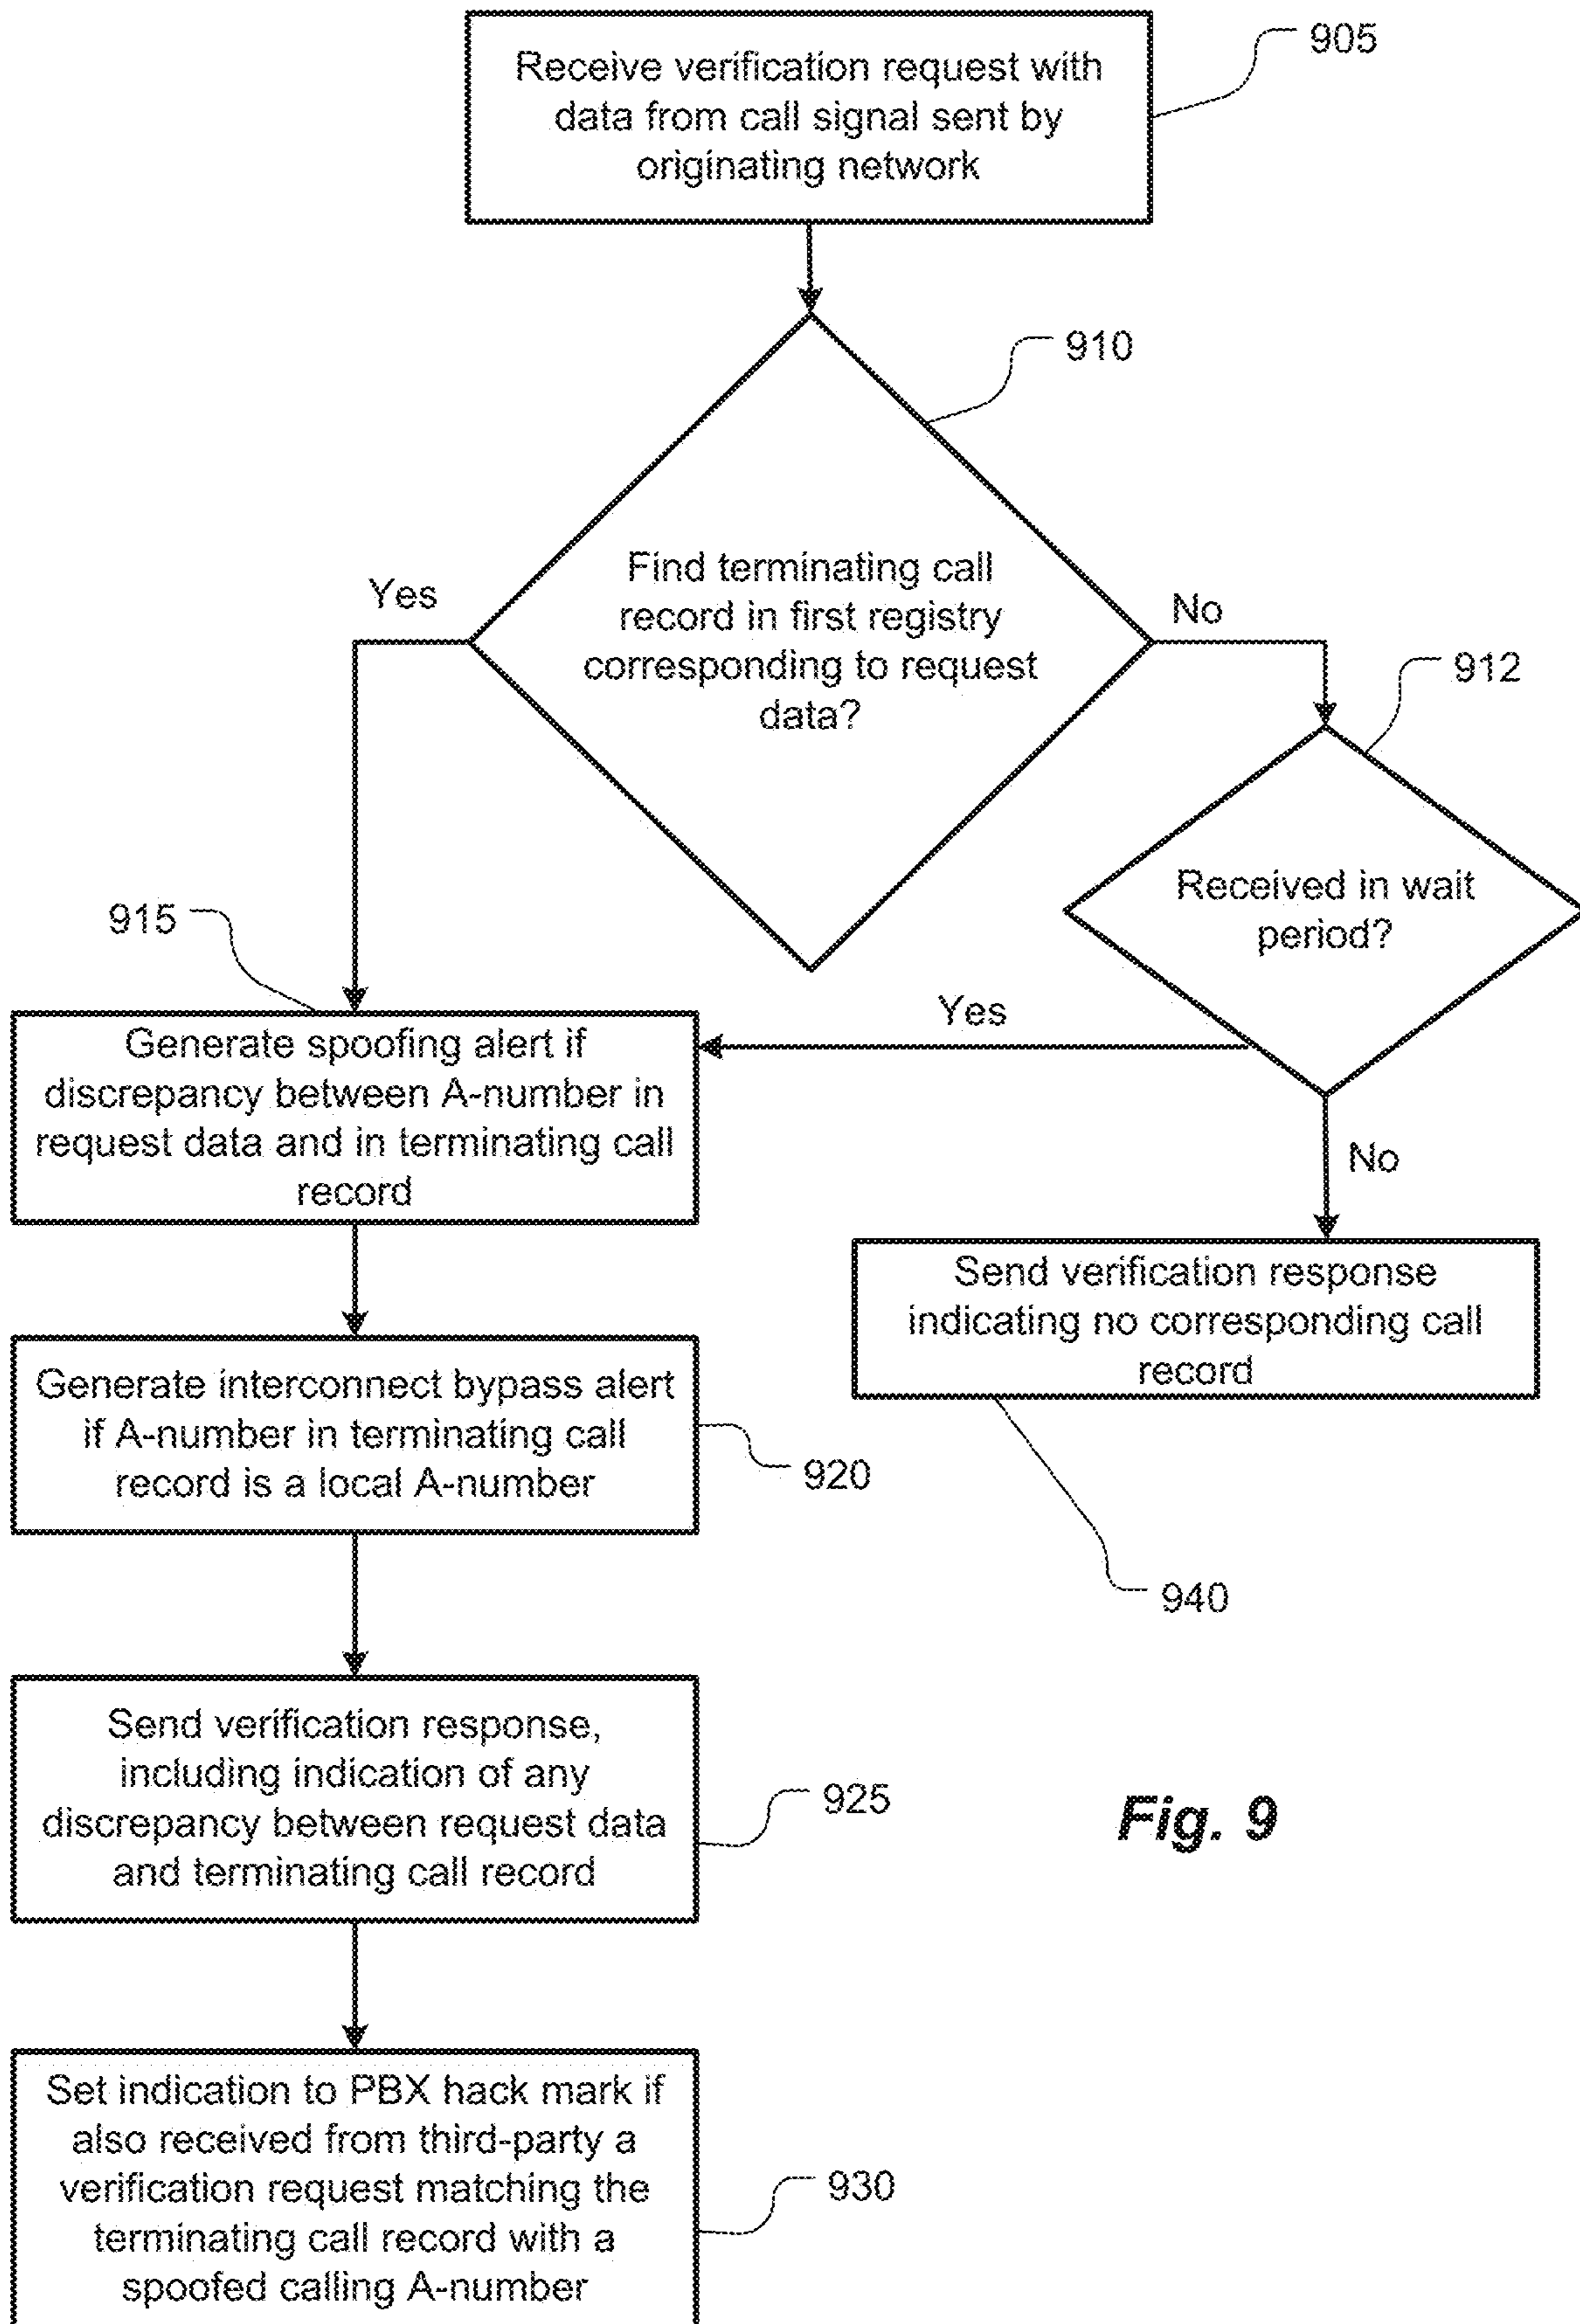 Receive verification request with
data from call signal sent by
originating network
905
910
Find terminating call
record in first registry
corresponding to request
data?
Yes
No
912
Received in wait
period?
915
Yes
No
Generate spoofing alert if
discrepancy between A-number in
request data and in terminating call
record
Send verification response
indicating no corresponding call
record
940
Generate interconnect bypass alert
if A-number in terminating call
record is a local A-number
920
Send verification response,
including indication of any
discrepancy between request data
and terminating call record
925
Fig. 9
Set indication to PBX hack mark if
also received from third-party a
verification request matching the
terminating call record with a
spoofed calling A-number
930